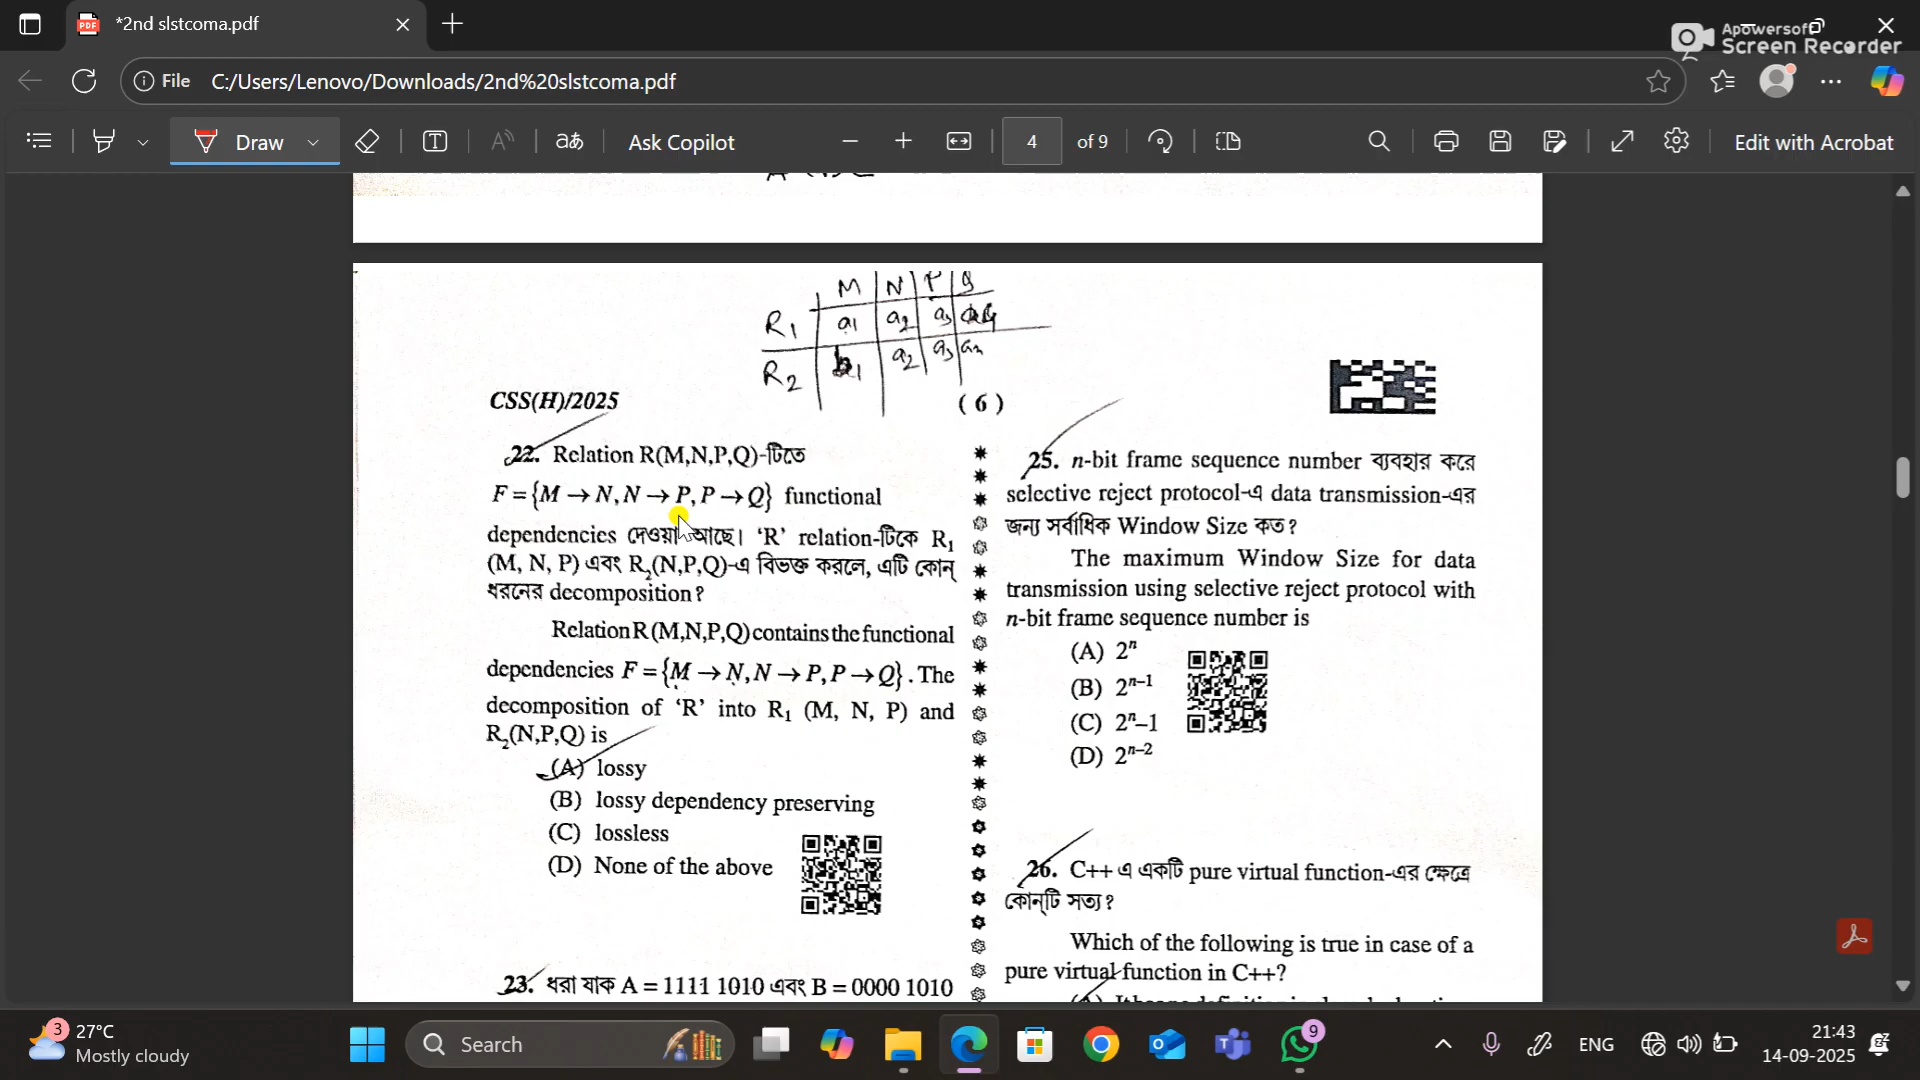 *2nd slstcoma.pdf
Apowersoft
Screen Recorder
File C:/Users/Lenovo/Downloads/2nd%20slstcoma.pdf
Draw
aあ
Ask Copilot
4 of 9
Edit with Acrobat
M N P Q
R1 a1 a2 a3 a4
R2 b1 a2 a3
CSS(H)/2025
( 6 )
22. Relation R(M,N,P,Q)-টিতে
F = {M → N, N → P, P → Q} functional
dependencies দেওয়া আছে। ‘R’ relation-টিকে R1
(M, N, P) এবং R2(N,P,Q)-এ বিভক্ত করলে, এটি কোন্
ধরনের decomposition?
Relation R (M,N,P,Q) contains the functional
dependencies F = {M → N, N → P, P → Q}. The
decomposition of ‘R’ into R1 (M, N, P) and
R2(N,P,Q) is
(A) lossy
(B) lossy dependency preserving
(C) lossless
(D) None of the above
23. ধরা যাক A = 1111 1010 এবং B = 0000 1010
25. n-bit frame sequence number ব্যবহার করে
selective reject protocol-এ data transmission-এর
জন্য সর্বাধিক Window Size কত?
The maximum Window Size for data
transmission using selective reject protocol with
n-bit frame sequence number is
(A) 2ⁿ
(B) 2ⁿ⁻¹
(C) 2ⁿ–1
(D) 2ⁿ⁻²
26. C++ এ একটি pure virtual function-এর ক্ষেত্রে
কোন্‌টি সত্য?
Which of the following is true in case of a
pure virtual function in C++?
3 27°C
Mostly cloudy
Search
9
ENG
21:43
14-09-2025